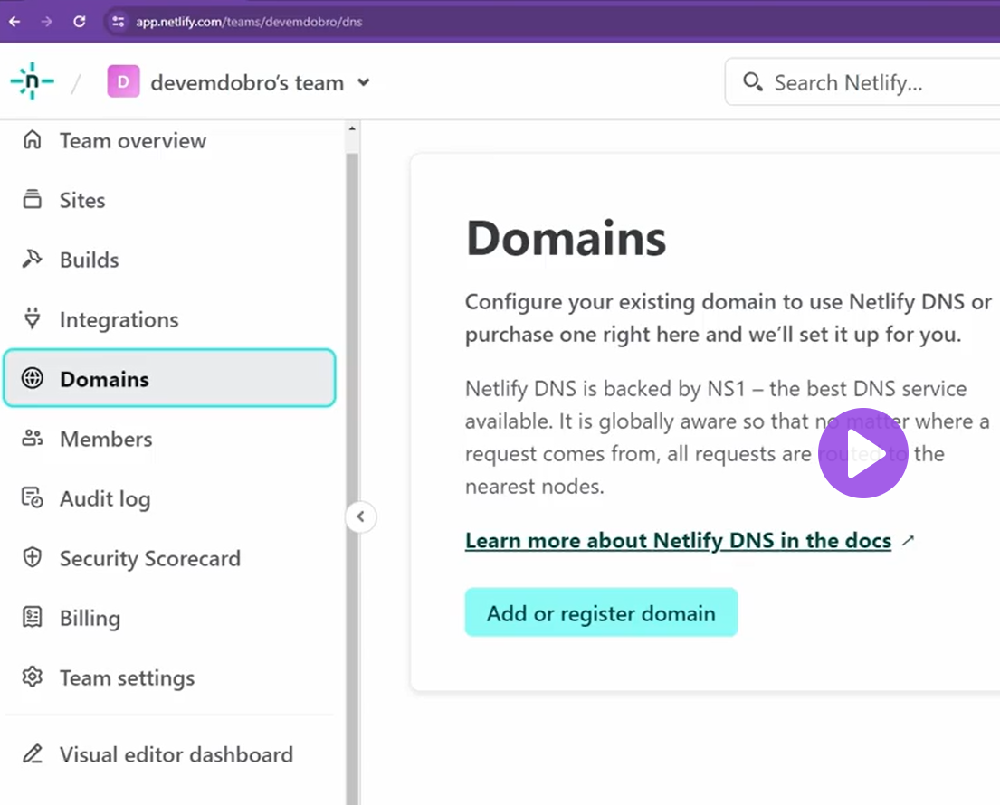 app.netlify.com/teams/devemdobro/dns
n / D devemdobro's team
Search Netlify...
Team overview
Sites
Builds
Integrations
Domains
Members
Audit log
Security Scorecard
Billing
Team settings
Visual editor dashboard
Domains
Configure your existing domain to use Netlify DNS or
purchase one right here and we'll set it up for you.
Netlify DNS is backed by NS1 – the best DNS service
available. It is globally aware so that no matter where a
request comes from, all requests are routed to the
nearest nodes.
Learn more about Netlify DNS in the docs ↗
Add or register domain